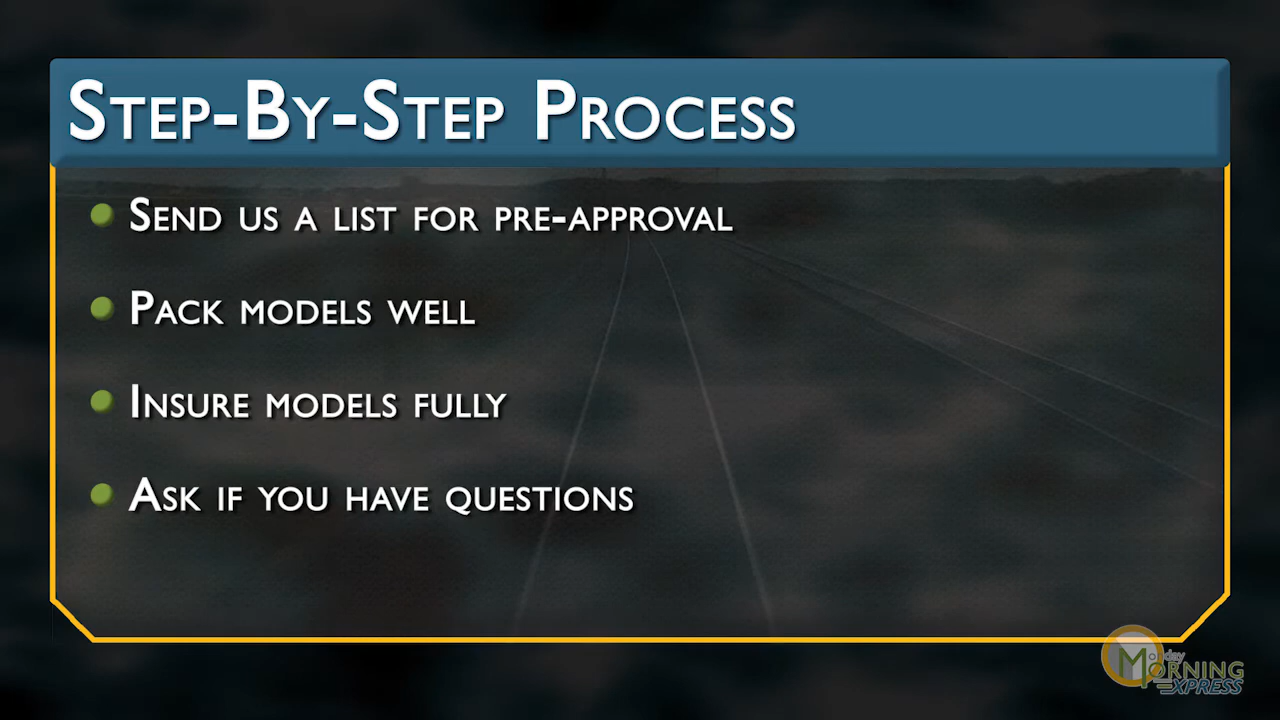 Step-By-Step Process
Send us a list for pre-approval
Pack models well
Insure models fully
Ask if you have questions
Monday
Morning
Express